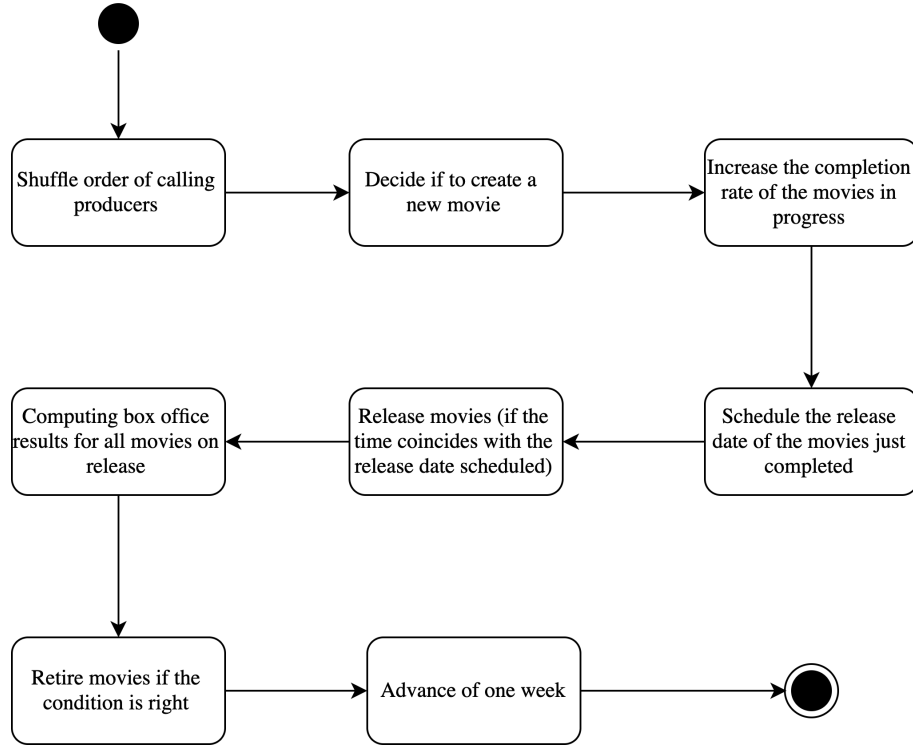 Shuffle order of calling
producers
Decide if to create a
new movie
Increase the completion
rate of the movies in
progress
Schedule the release
date of the movies just
completed
Release movies (if the
time coincides with the
release date scheduled)
Computing box office
results for all movies on
release
Retire movies if the
condition is right
Advance of one week